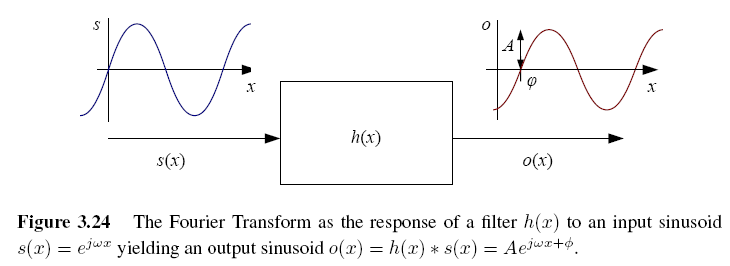 s
o
A
x
φ
x
h(x)
s(x)
o(x)
Figure 3.24 The Fourier Transform as the response of a filter h(x) to an input sinusoid
s(x) = e^{jωx} yielding an output sinusoid o(x) = h(x) ∗ s(x) = Ae^{jωx+ϕ}.